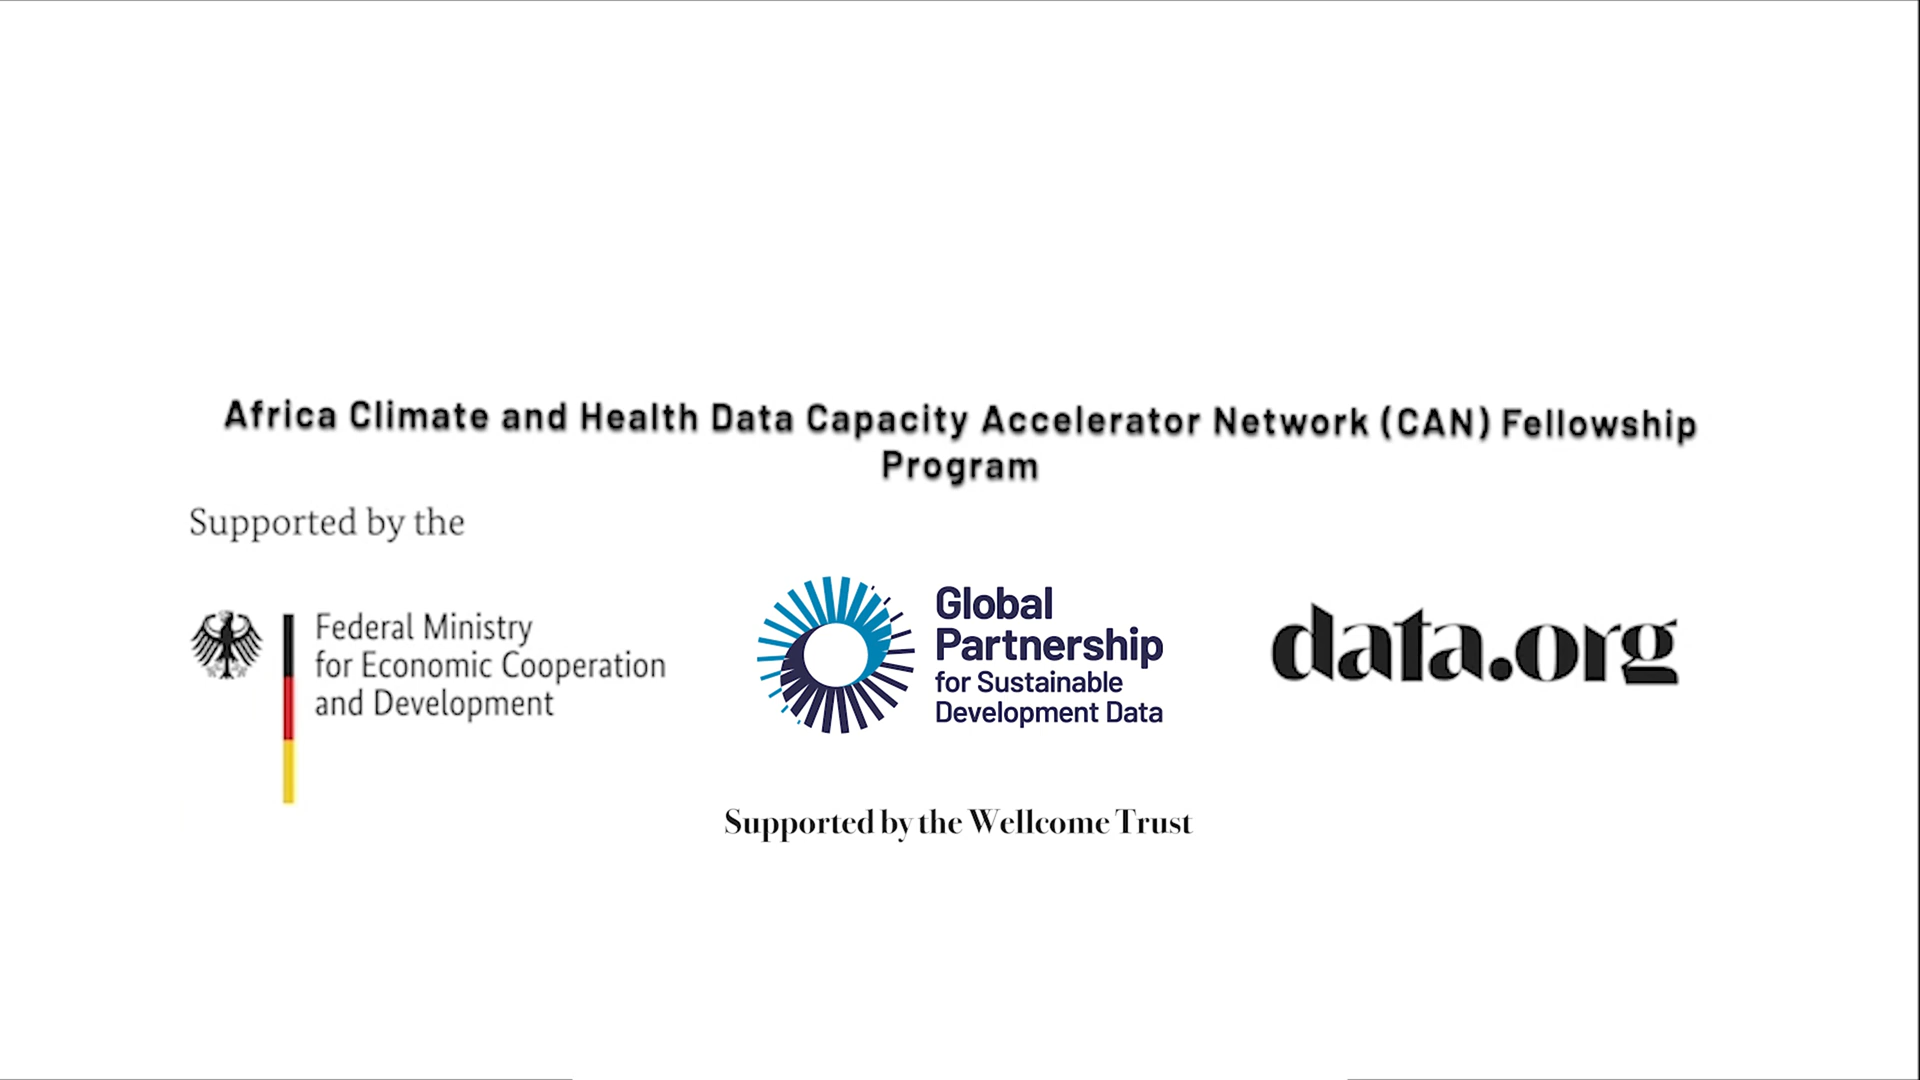 Africa Climate and Health Data Capacity Accelerator Network (CAN) Fellowship
Program
Supported by the
Federal Ministry
for Economic Cooperation
and Development
Global
Partnership
for Sustainable
Development Data
data.org
Supported by the Wellcome Trust